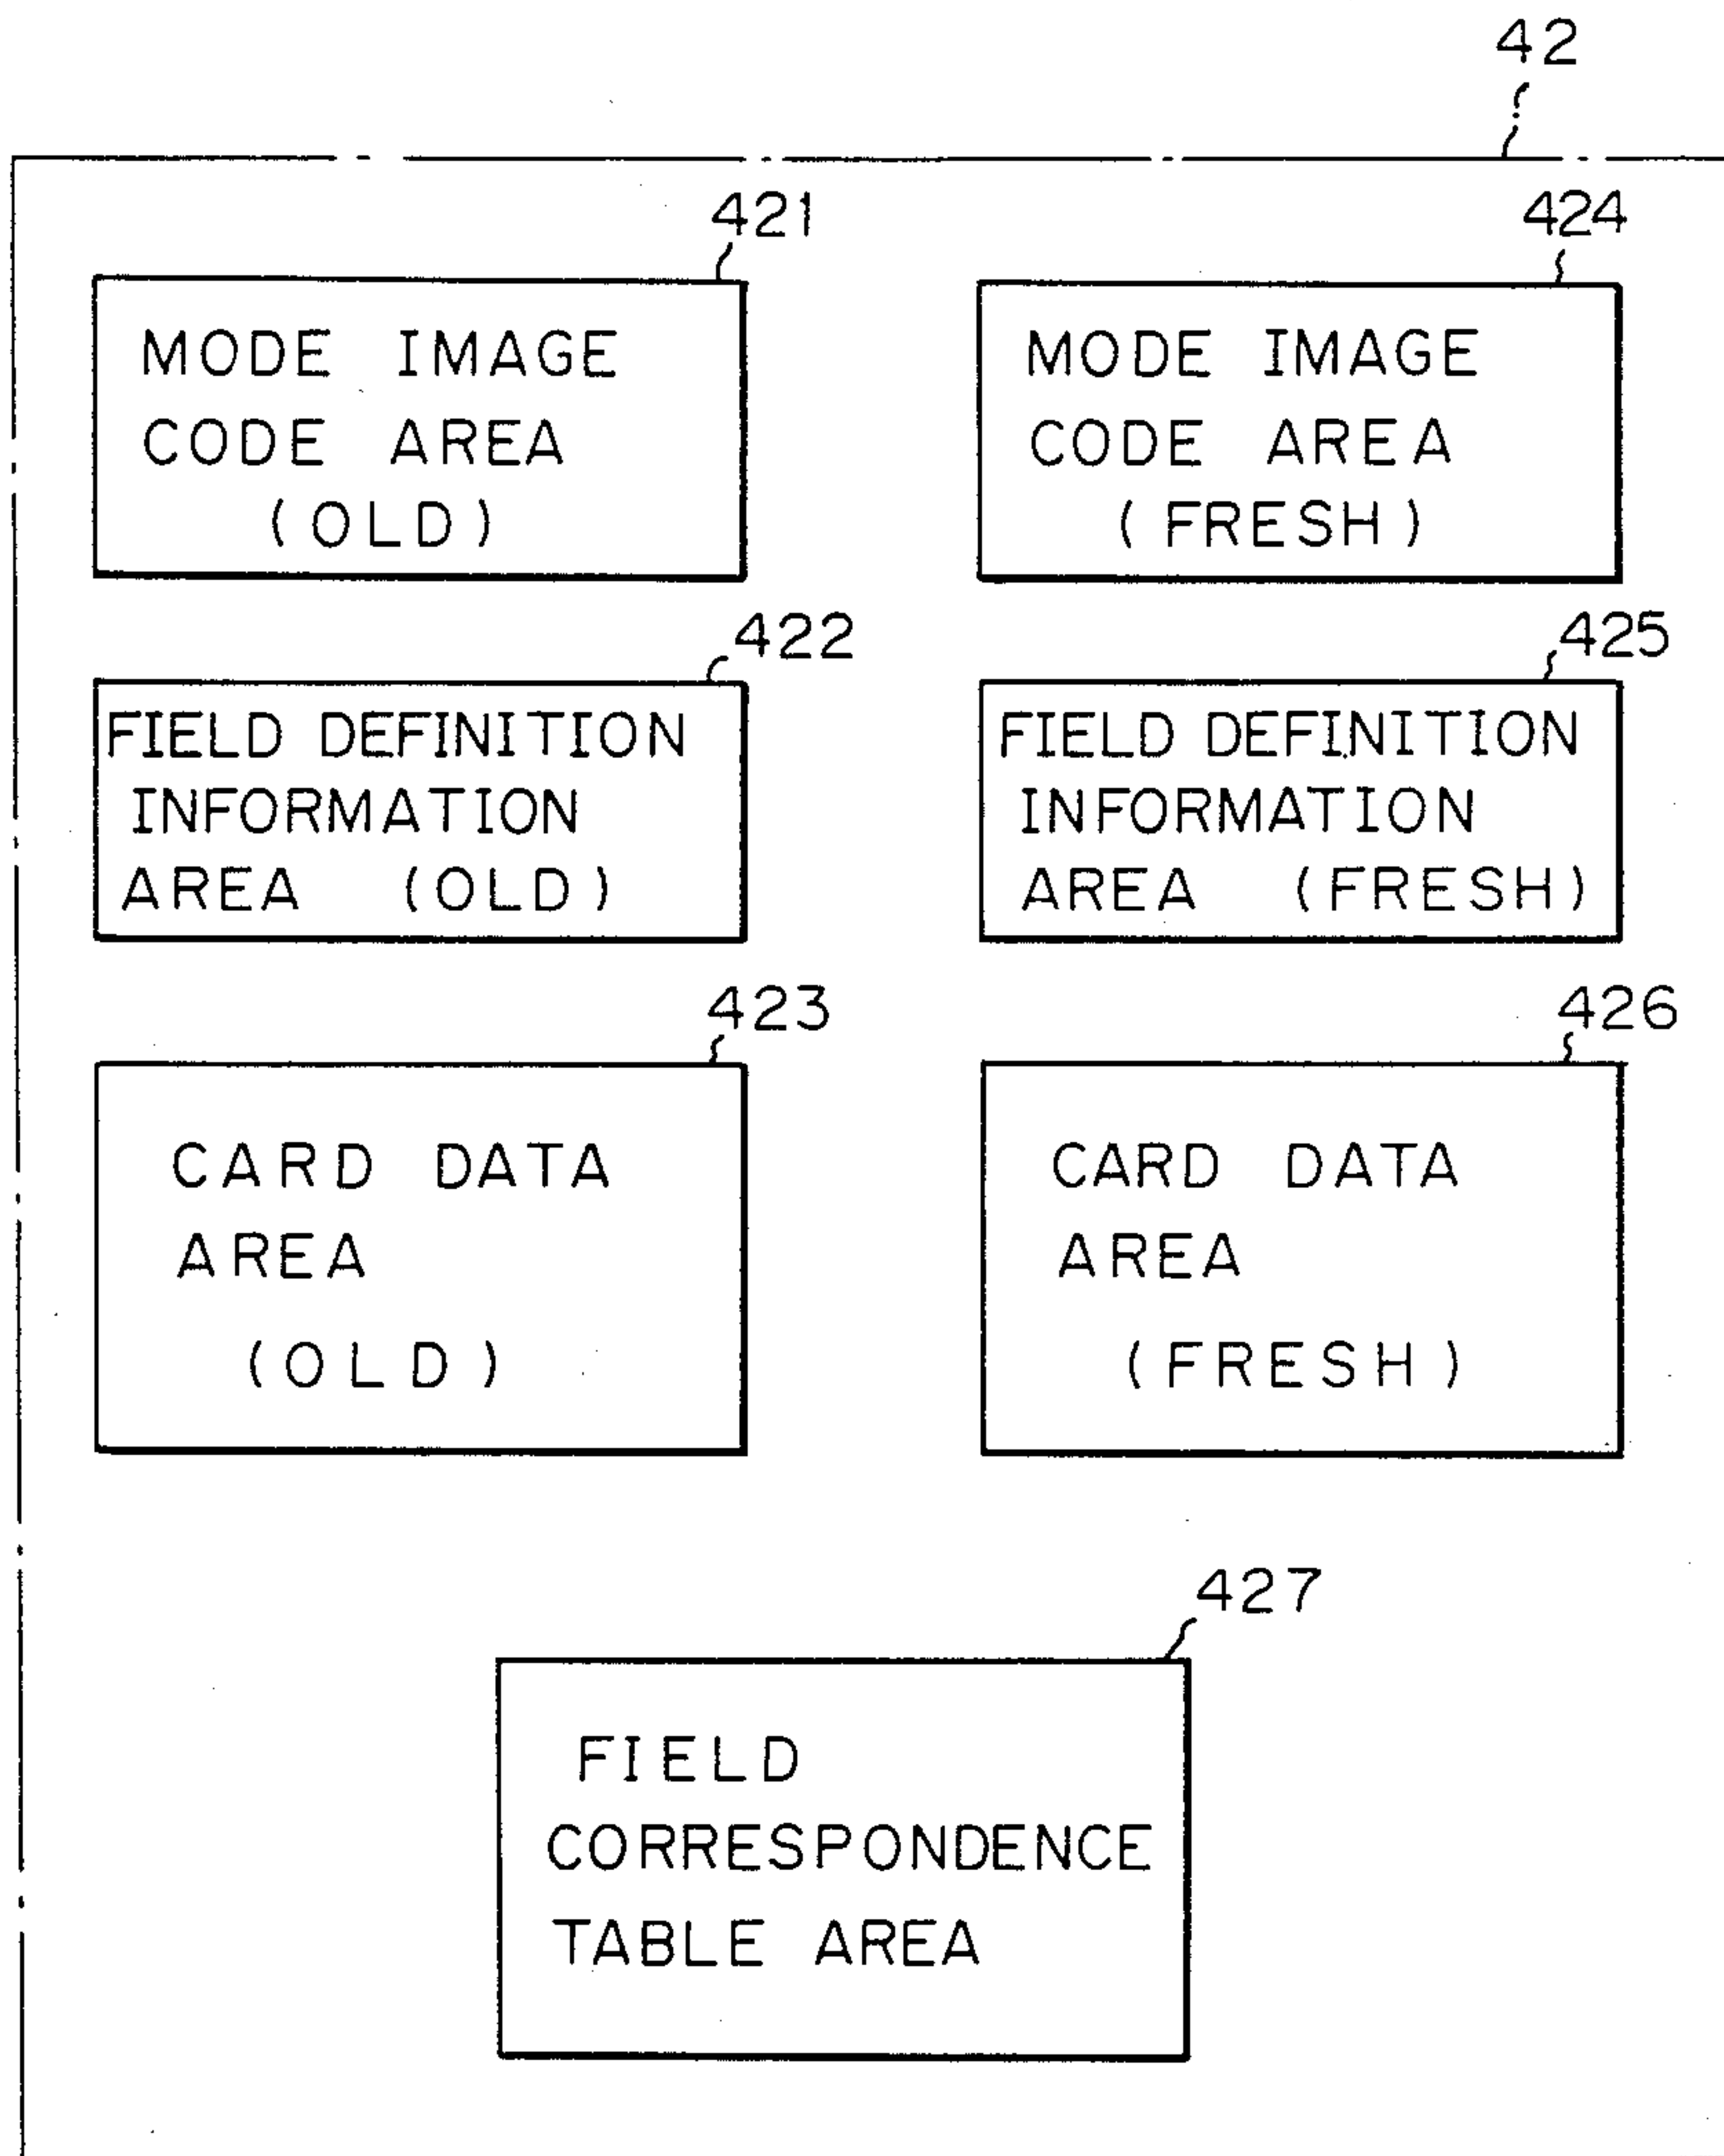 42
421
MODE IMAGE
CODE AREA
(OLD)
424
MODE IMAGE
CODE AREA
(FRESH)
422
FIELD DEFINITION
INFORMATION
AREA (OLD)
425
FIELD DEFINITION
INFORMATION
AREA (FRESH)
423
CARD DATA
AREA
(OLD)
426
CARD DATA
AREA
(FRESH)
427
FIELD
CORRESPONDENCE
TABLE AREA